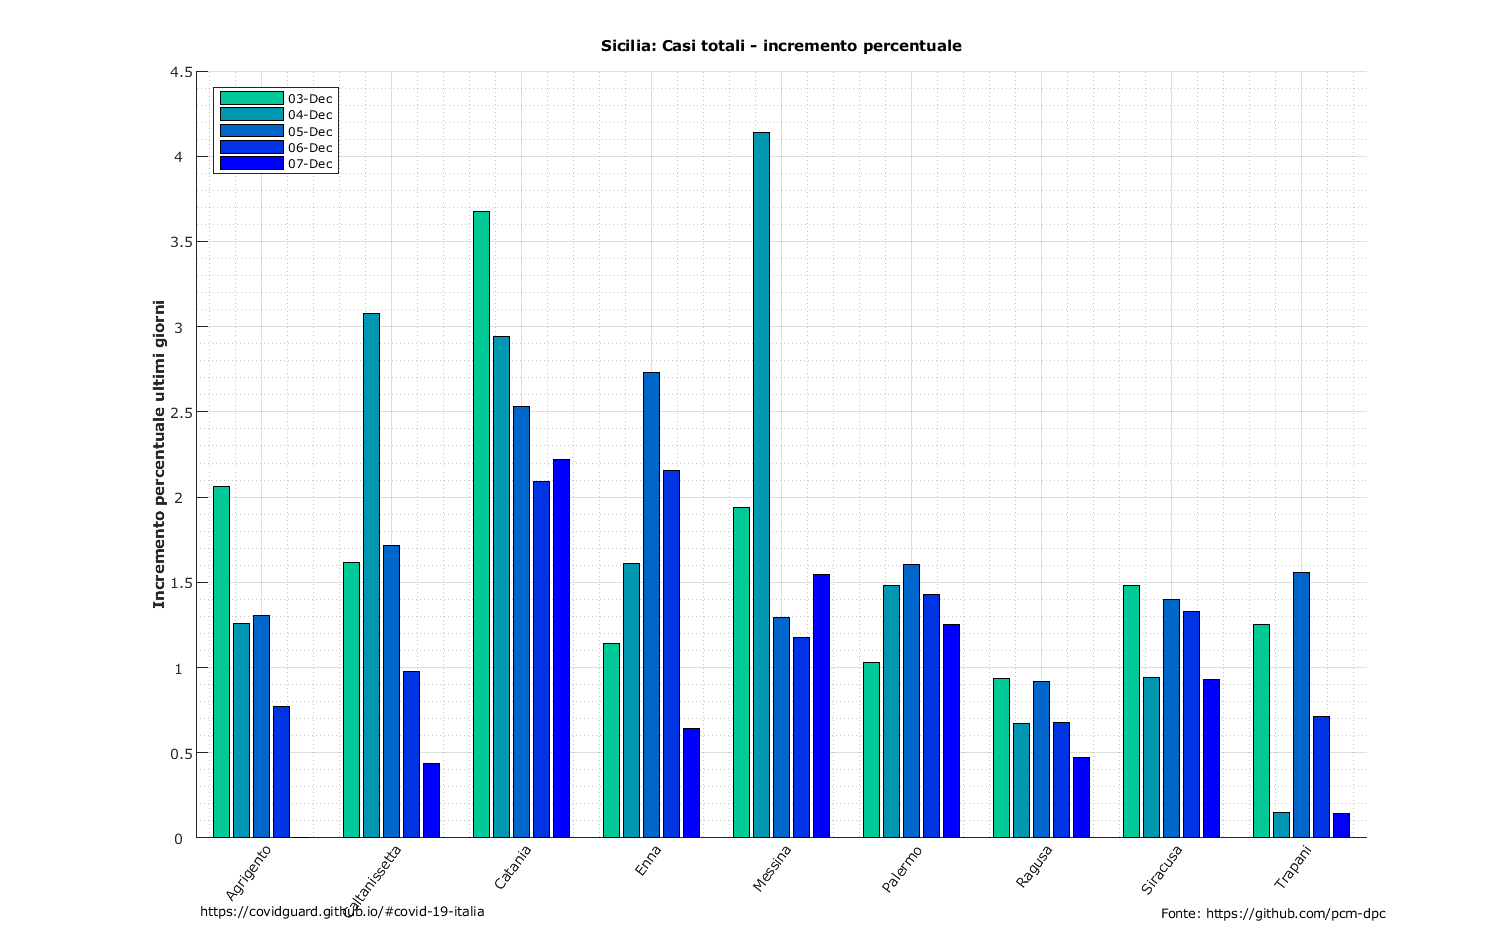 Sicilia: Casi totali - incremento percentuale
4.5
4
3.5
3
2.5
2
1.5
1
0.5
0
Incremento percentuale ultimi giorni
03-Dec
04-Dec
05-Dec
06-Dec
07-Dec
Agrigento
Caltanissetta
Catania
Enna
Messina
Palermo
Ragusa
Siracusa
Trapani
https://covidguard.github.io/#covid-19-italia
Fonte: https://github.com/pcm-dpc